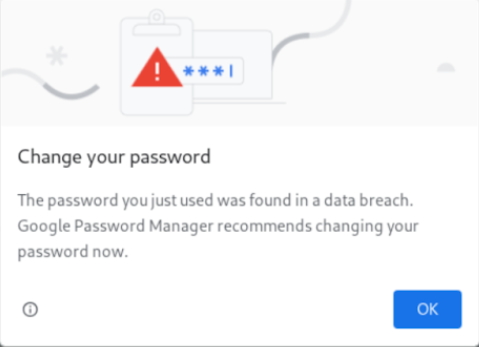 ***|
Change your password
The password you just used was found in a data breach.
Google Password Manager recommends changing your
password now.
OK